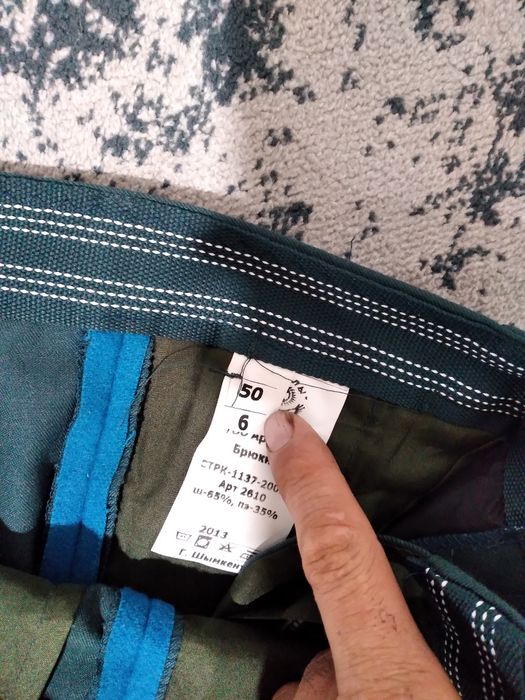 50
6
Брюки
СТРК-1137-200
Арт 2610
ш-65%, пэ-35%
2013
Г. Шымкент